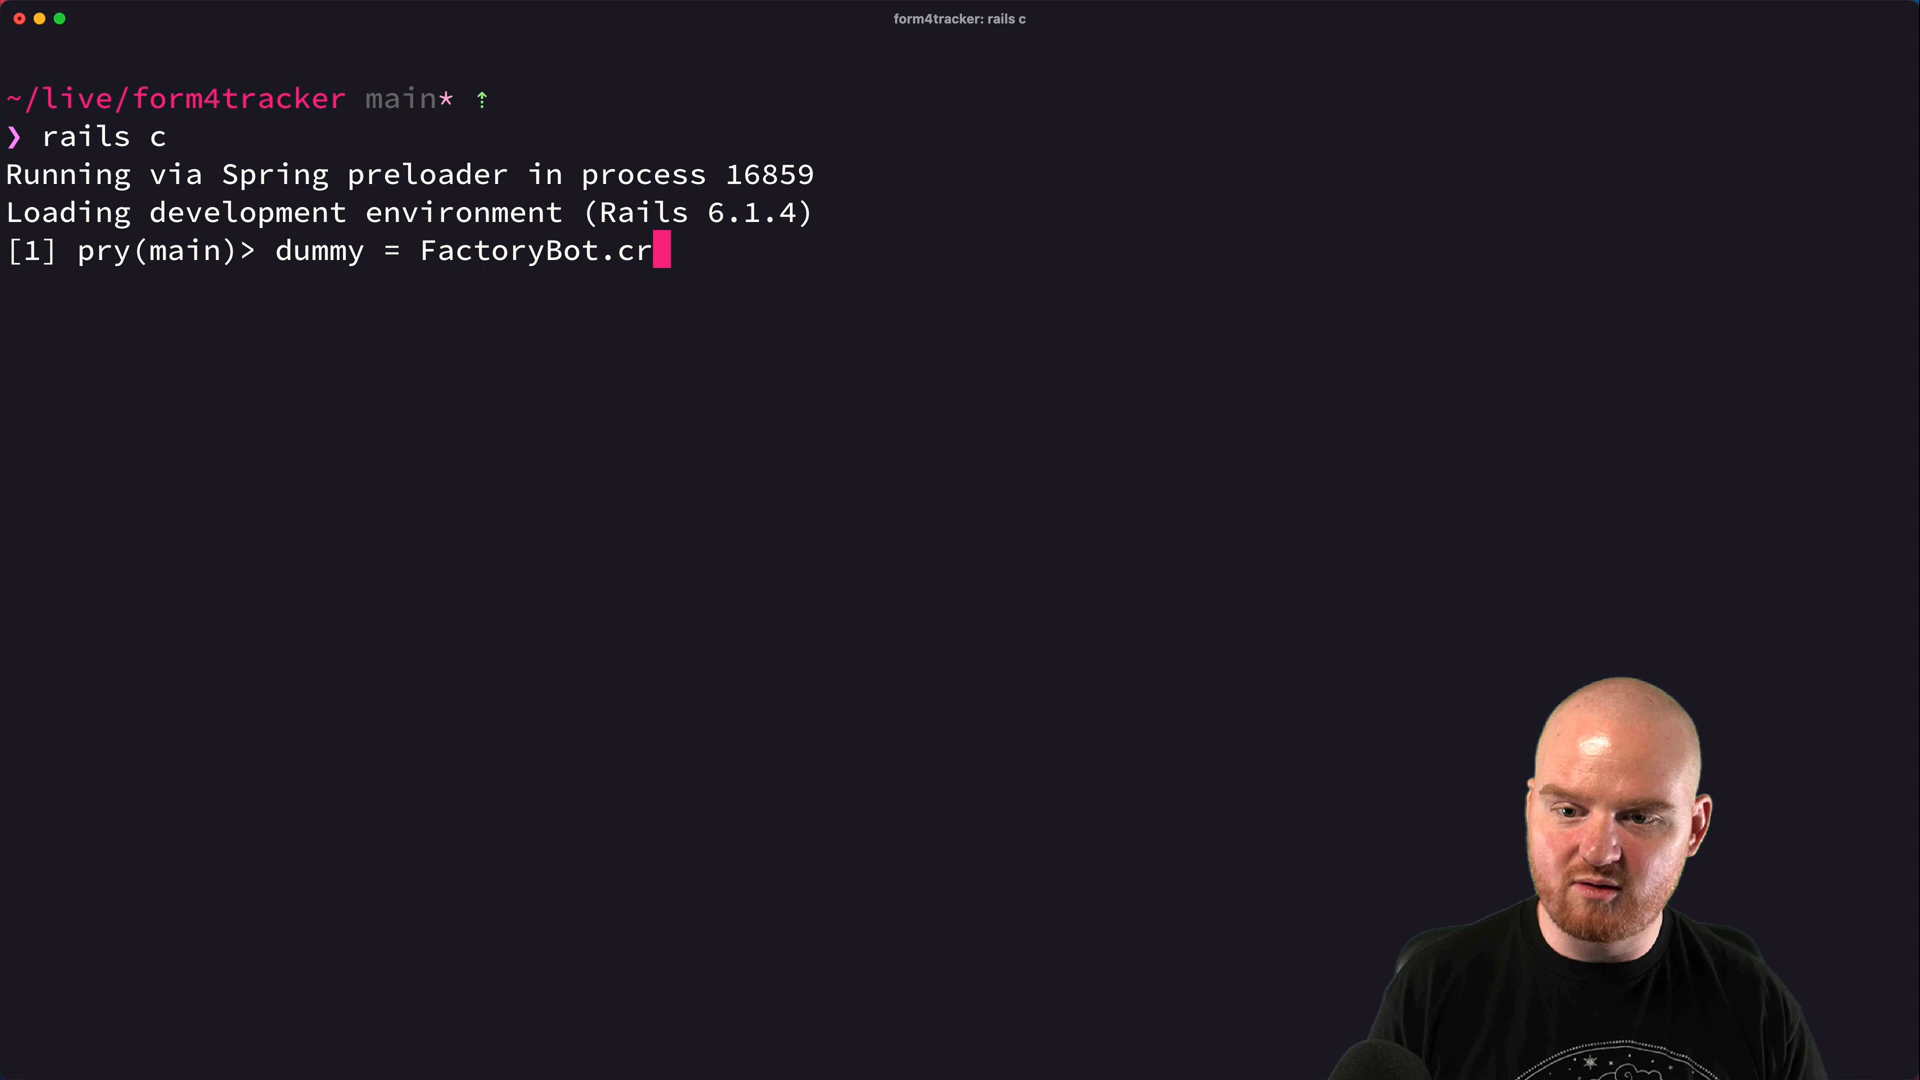 form4tracker: rails c
~/live/form4tracker main* ⇡
❯ rails c
Running via Spring preloader in process 16859
Loading development environment (Rails 6.1.4)
[1] pry(main)> dummy = FactoryBot.cr